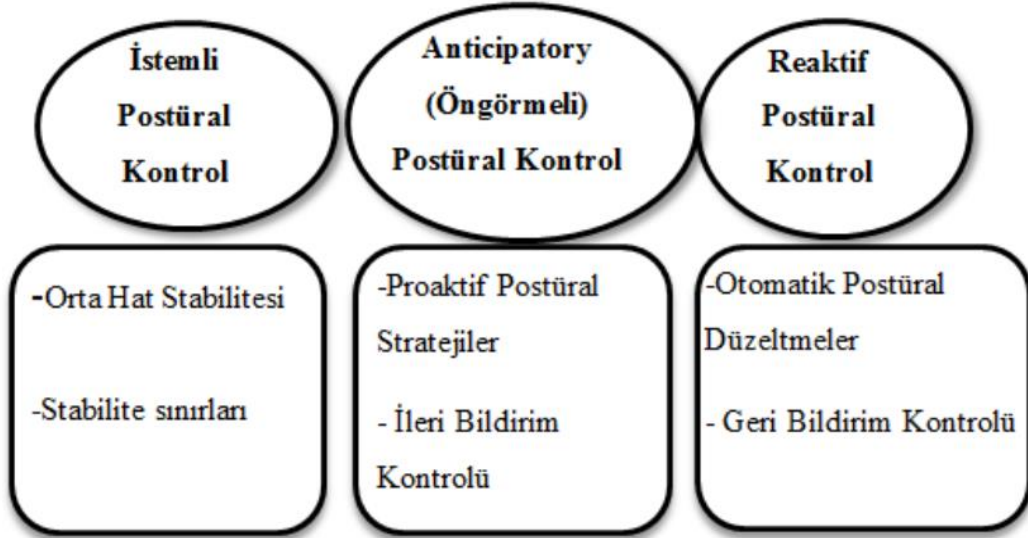 İstemli
Postüral
Kontrol
Anticipatory
(Öngörmeli)
Postüral Kontrol
Reaktif
Postüral
Kontrol
-Orta Hat Stabilitesi
-Stabilite sınırları
-Proaktif Postüral
Stratejiler
- İleri Bildirim
Kontrolü
-Otomatik Postüral
Düzeltmeler
- Geri Bildirim Kontrolü